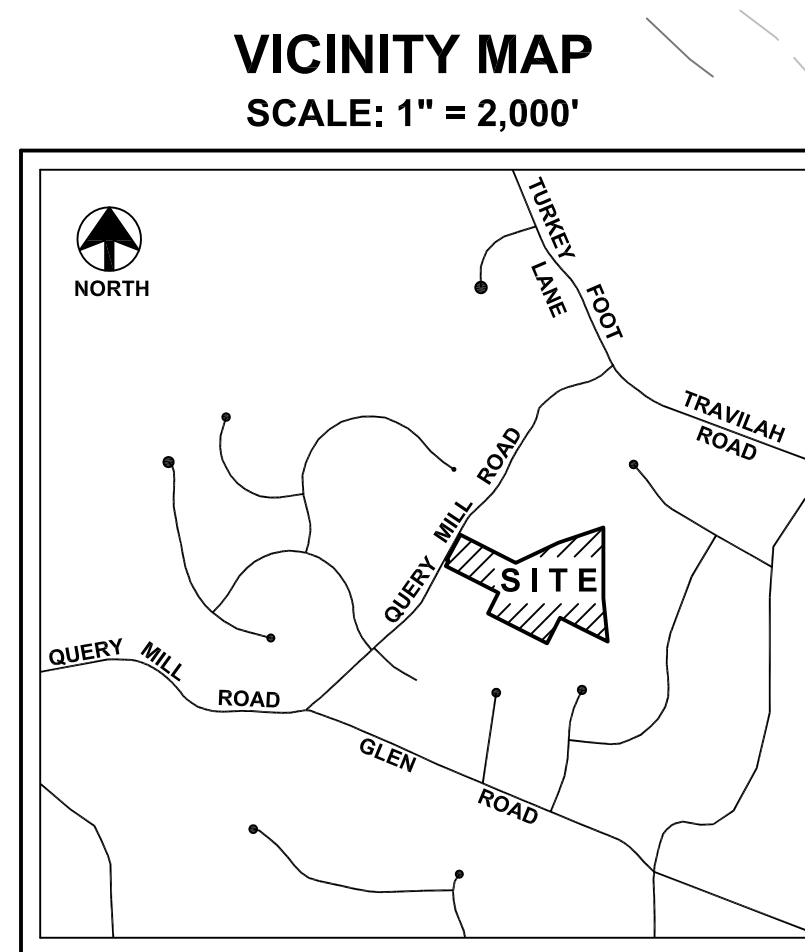 VICINITY MAP
SCALE: 1" = 2,000'
NORTH
TURKEY
FOOT
LANE
TRAVILAH
ROAD
QUERY MILL ROAD
SITE
QUERY MILL ROAD
GLEN ROAD